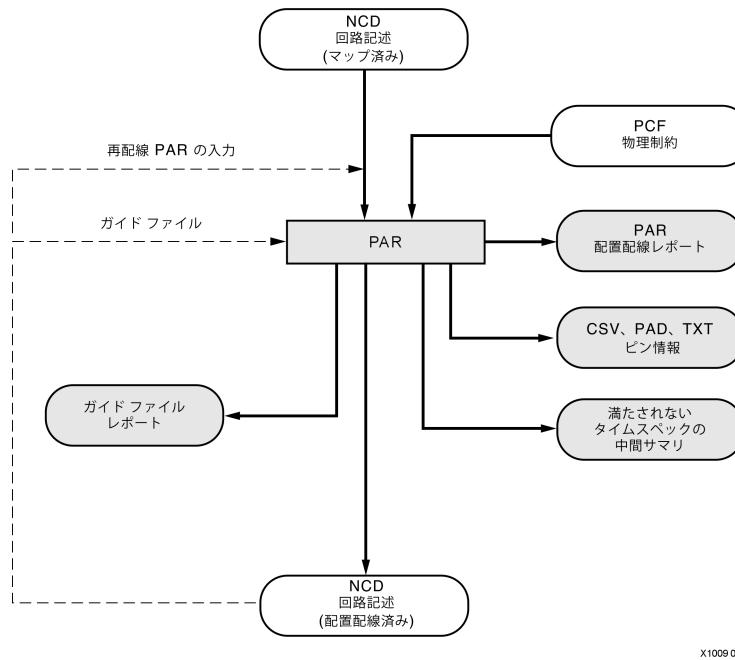 NCD
回路記述
(マップ済み)
PCF
物理制約
再配線 PAR の入力
ガイド ファイル
PAR
PAR
配置配線レポート
CSV、PAD、TXT
ピン情報
ガイド ファイル
レポート
満たされない
タイムスペックの
中間サマリ
NCD
回路記述
(配置配線済み)
X1009 0